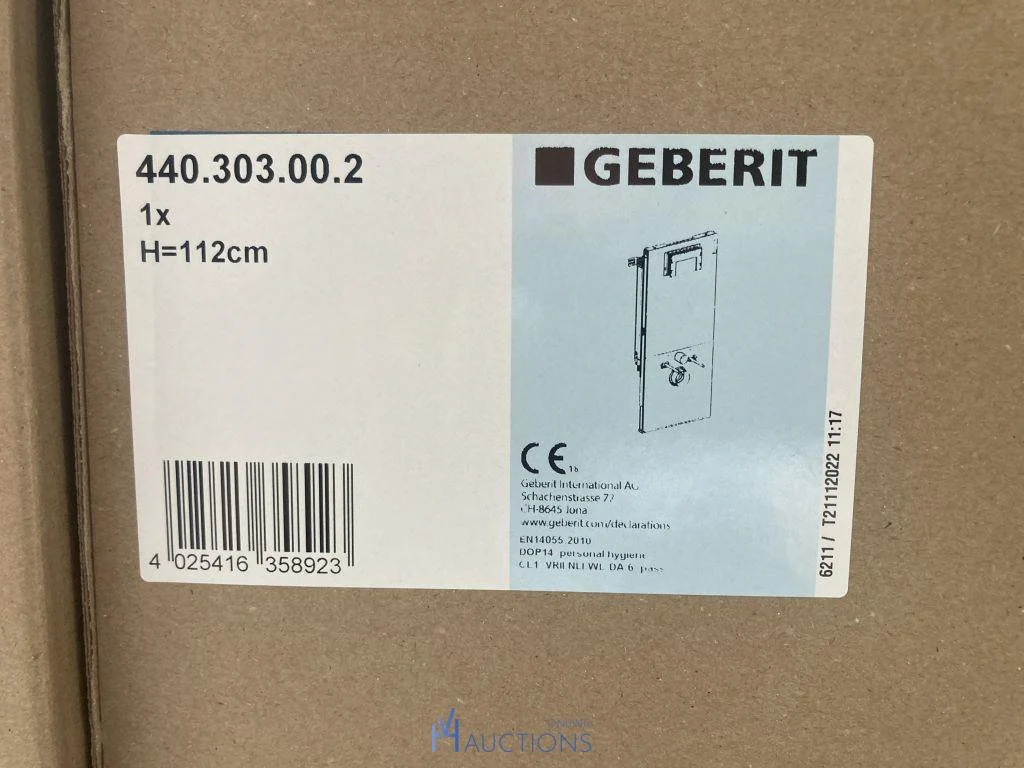 440.303.00.2
1x
H=112cm
GEBERIT
CE 18
Geberit International AG
Schachenstrasse 77
CH-8645 Jona
www.geberit.com/declarations
EN14055:2010
DOP14 personal hygiene
6211 / T21112022 11:17
4 025416 358923
AUCTIONS